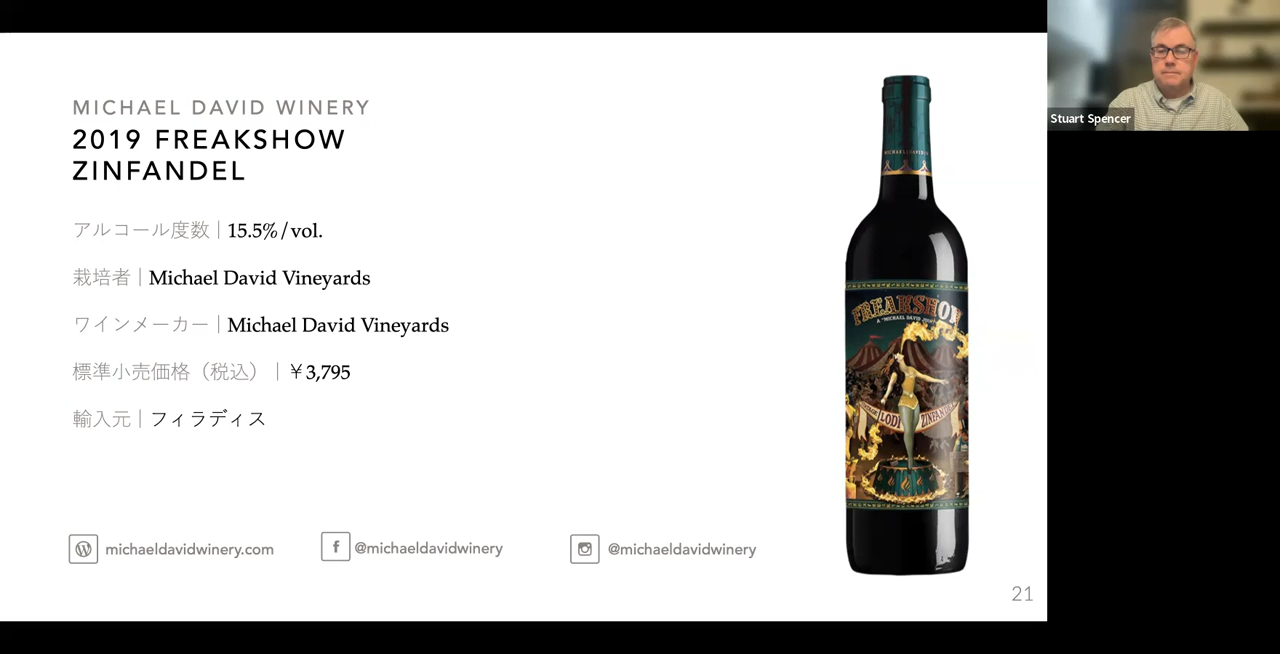 MICHAEL DAVID WINERY
2019 FREAKSHOW
ZINFANDEL
アルコール度数 | 15.5%/vol.
栽培者 | Michael David Vineyards
ワインメーカー | Michael David Vineyards
標準小売価格（税込） | ￥3,795
輸入元 | フィラディス
michaeldavidwinery.com
@michaeldavidwinery
@michaeldavidwinery
21
FREAKSHOW
LODI
ZINFANDEL
Stuart Spencer